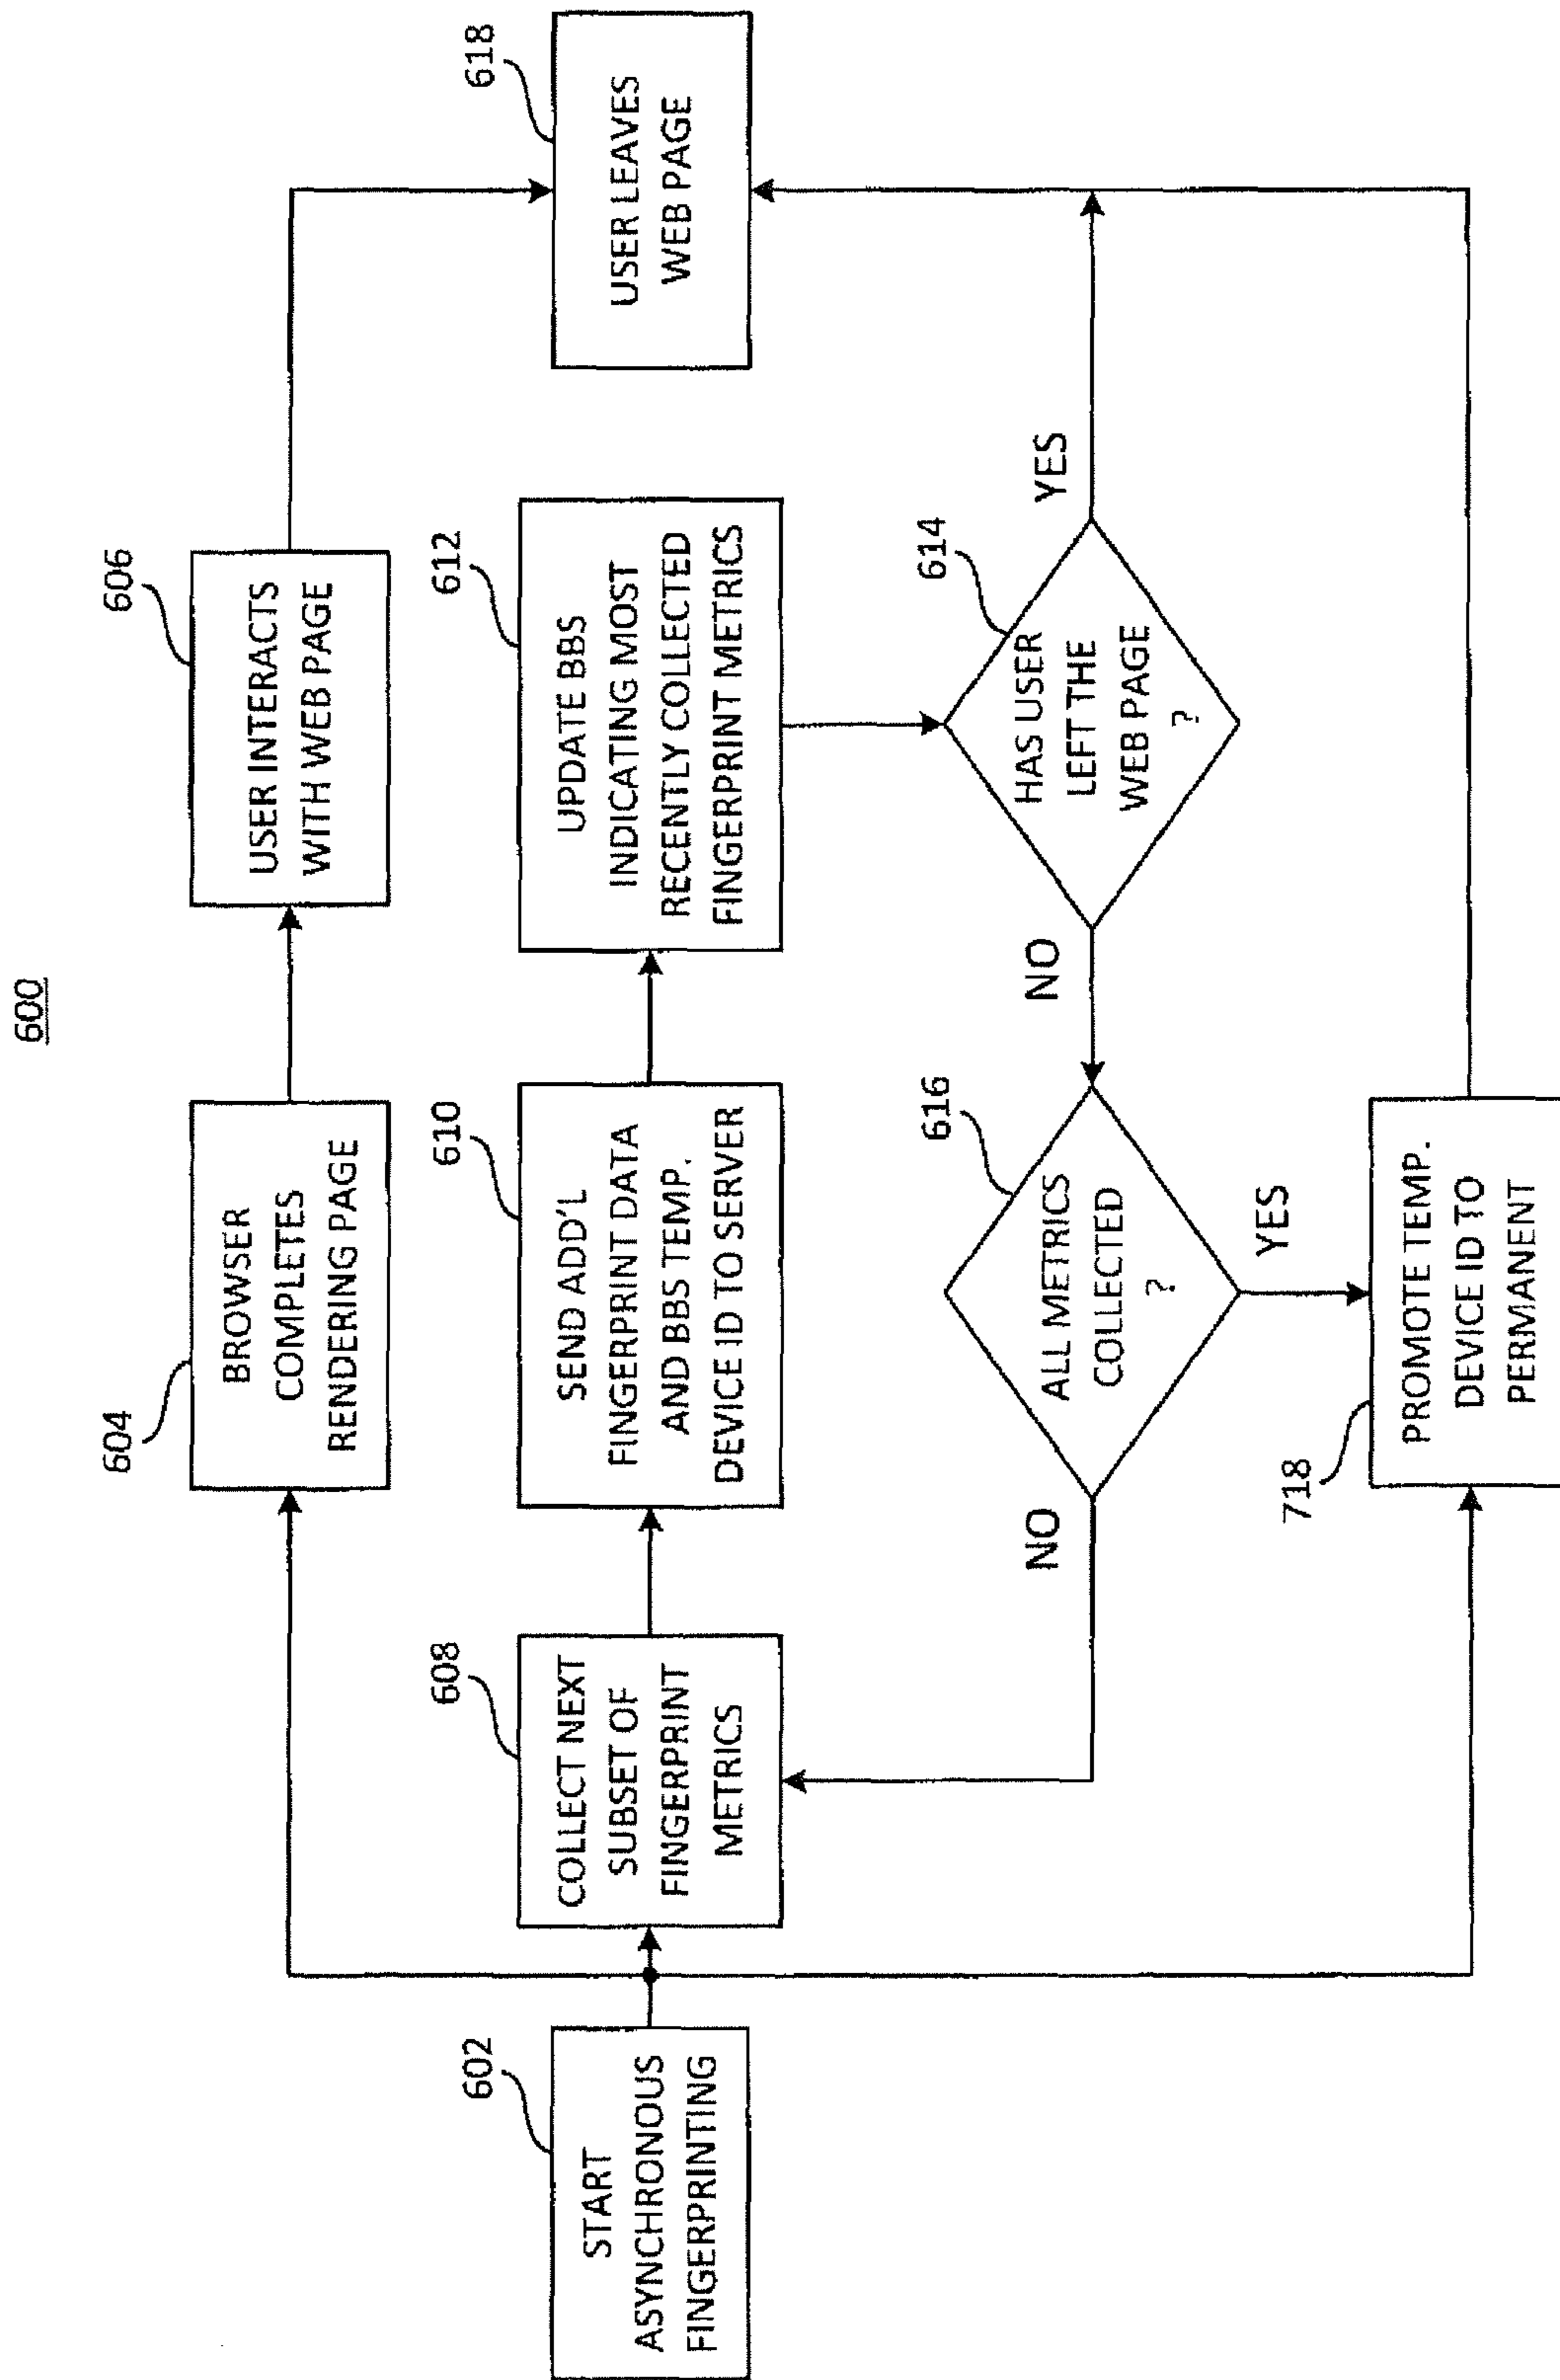 600
602
START
ASYNCHRONOUS
FINGERPRINTING
604
BROWSER
COMPLETES
RENDERING PAGE
606
USER INTERACTS
WITH WEB PAGE
608
COLLECT NEXT
SUBSET OF
FINGERPRINT
METRICS
610
SEND ADD'L
FINGERPRINT DATA
AND BBS TEMP.
DEVICE ID TO SERVER
612
UPDATE BBS
INDICATING MOST
RECENTLY COLLECTED
FINGERPRINT METRICS
614
HAS USER
LEFT THE
WEB PAGE
?
YES
NO
616
ALL METRICS
COLLECTED
?
NO
YES
718
PROMOTE TEMP.
DEVICE ID TO
PERMANENT
618
USER LEAVES
WEB PAGE